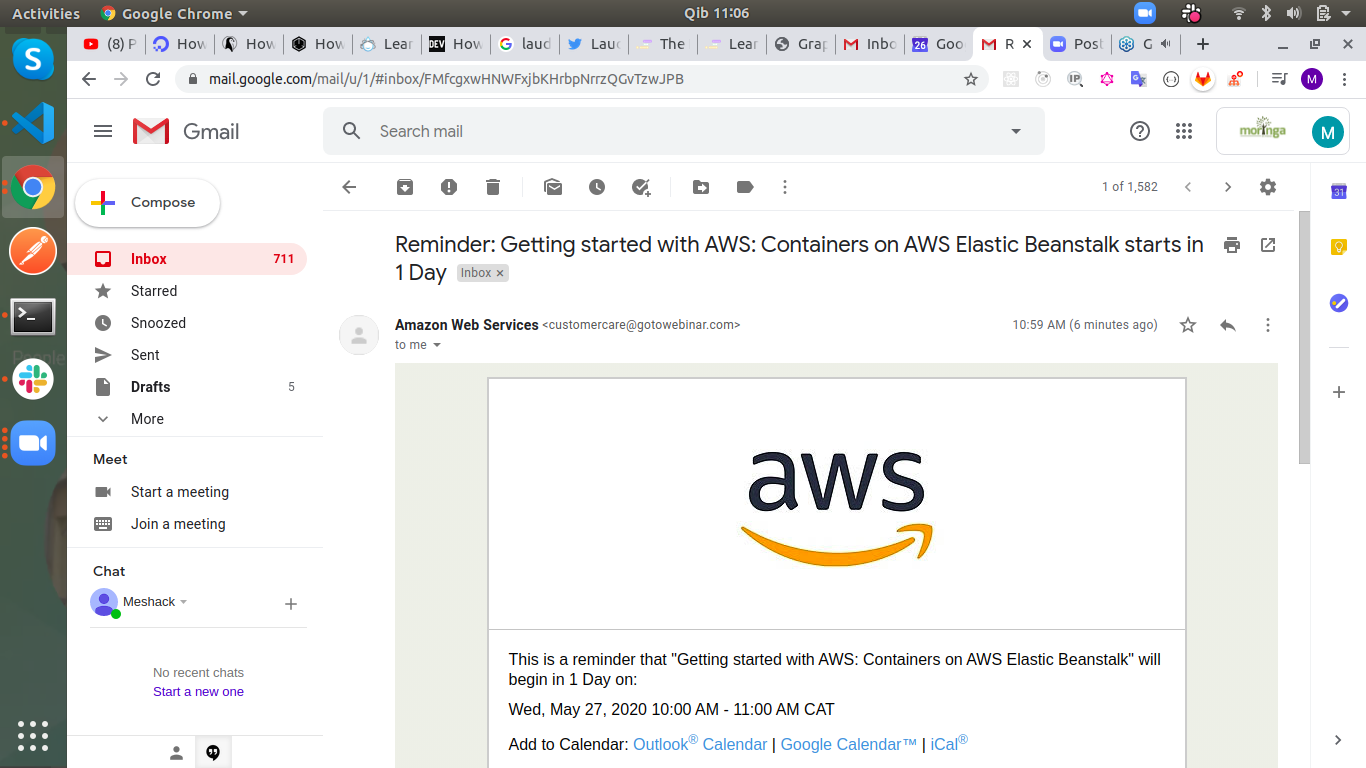 Activities Google Chrome Qib 11:06
(8) P How How How Lear How laud Lauc The Lear Grap Inbo Goo R Post G
DEV
26
mail.google.com/mail/u/1/#inbox/FMfcgxwHNWFxjbKHrbpNrrzQGvTzwJPB
IP
M
Gmail
Search mail
moringa
M
Compose
1 of 1,582
31
Inbox 711
Starred
Snoozed
Sent
Drafts 5
More
Meet
Start a meeting
Join a meeting
Chat
Meshack
No recent chats
Start a new one
Reminder: Getting started with AWS: Containers on AWS Elastic Beanstalk starts in
1 Day Inbox ×
Amazon Web Services <customercare@gotowebinar.com>
10:59 AM (6 minutes ago)
to me
aws
This is a reminder that "Getting started with AWS: Containers on AWS Elastic Beanstalk" will
begin in 1 Day on:
Wed, May 27, 2020 10:00 AM - 11:00 AM CAT
Add to Calendar: Outlook® Calendar | Google Calendar™ | iCal®